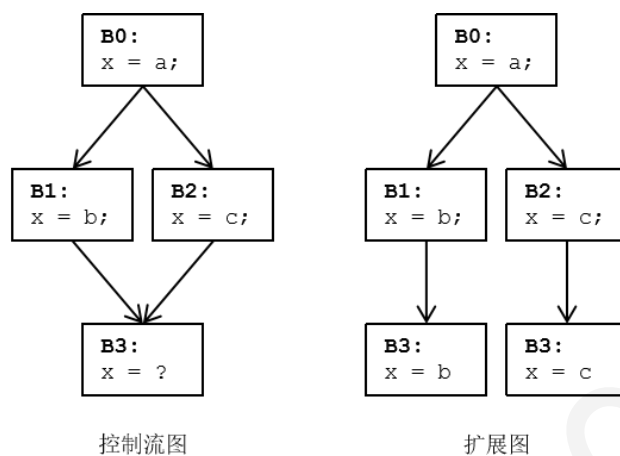 B0:
x = a;
B1:
x = b;
B2:
x = c;
B3:
x = ?
控制流图
B0:
x = a;
B1:
x = b;
B2:
x = c;
B3:
x = b
B3:
x = c
扩展图